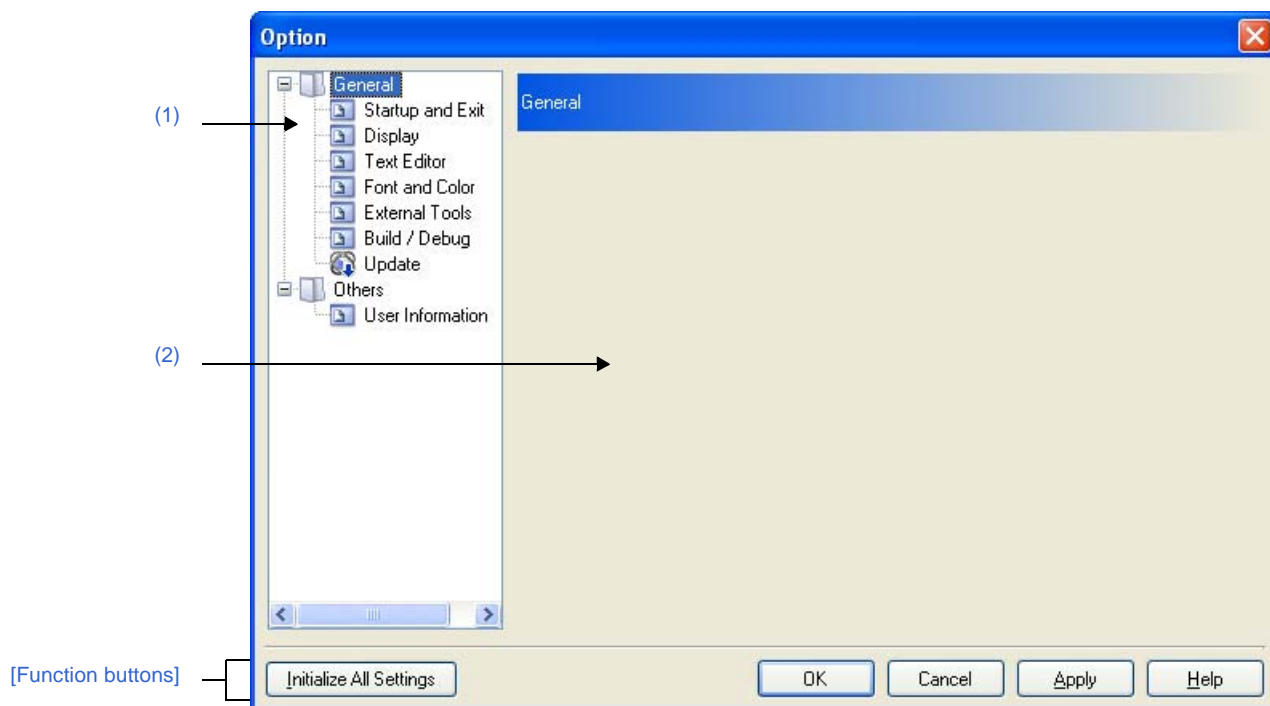 Option
General
(1)
Startup and Exit
General
Display
Text Editor
Font and Color
External Tools
Build / Debug
Update
Others
User Information
(2)
[Function buttons]
Initialize All Settings
OK
Cancel
Apply
Help